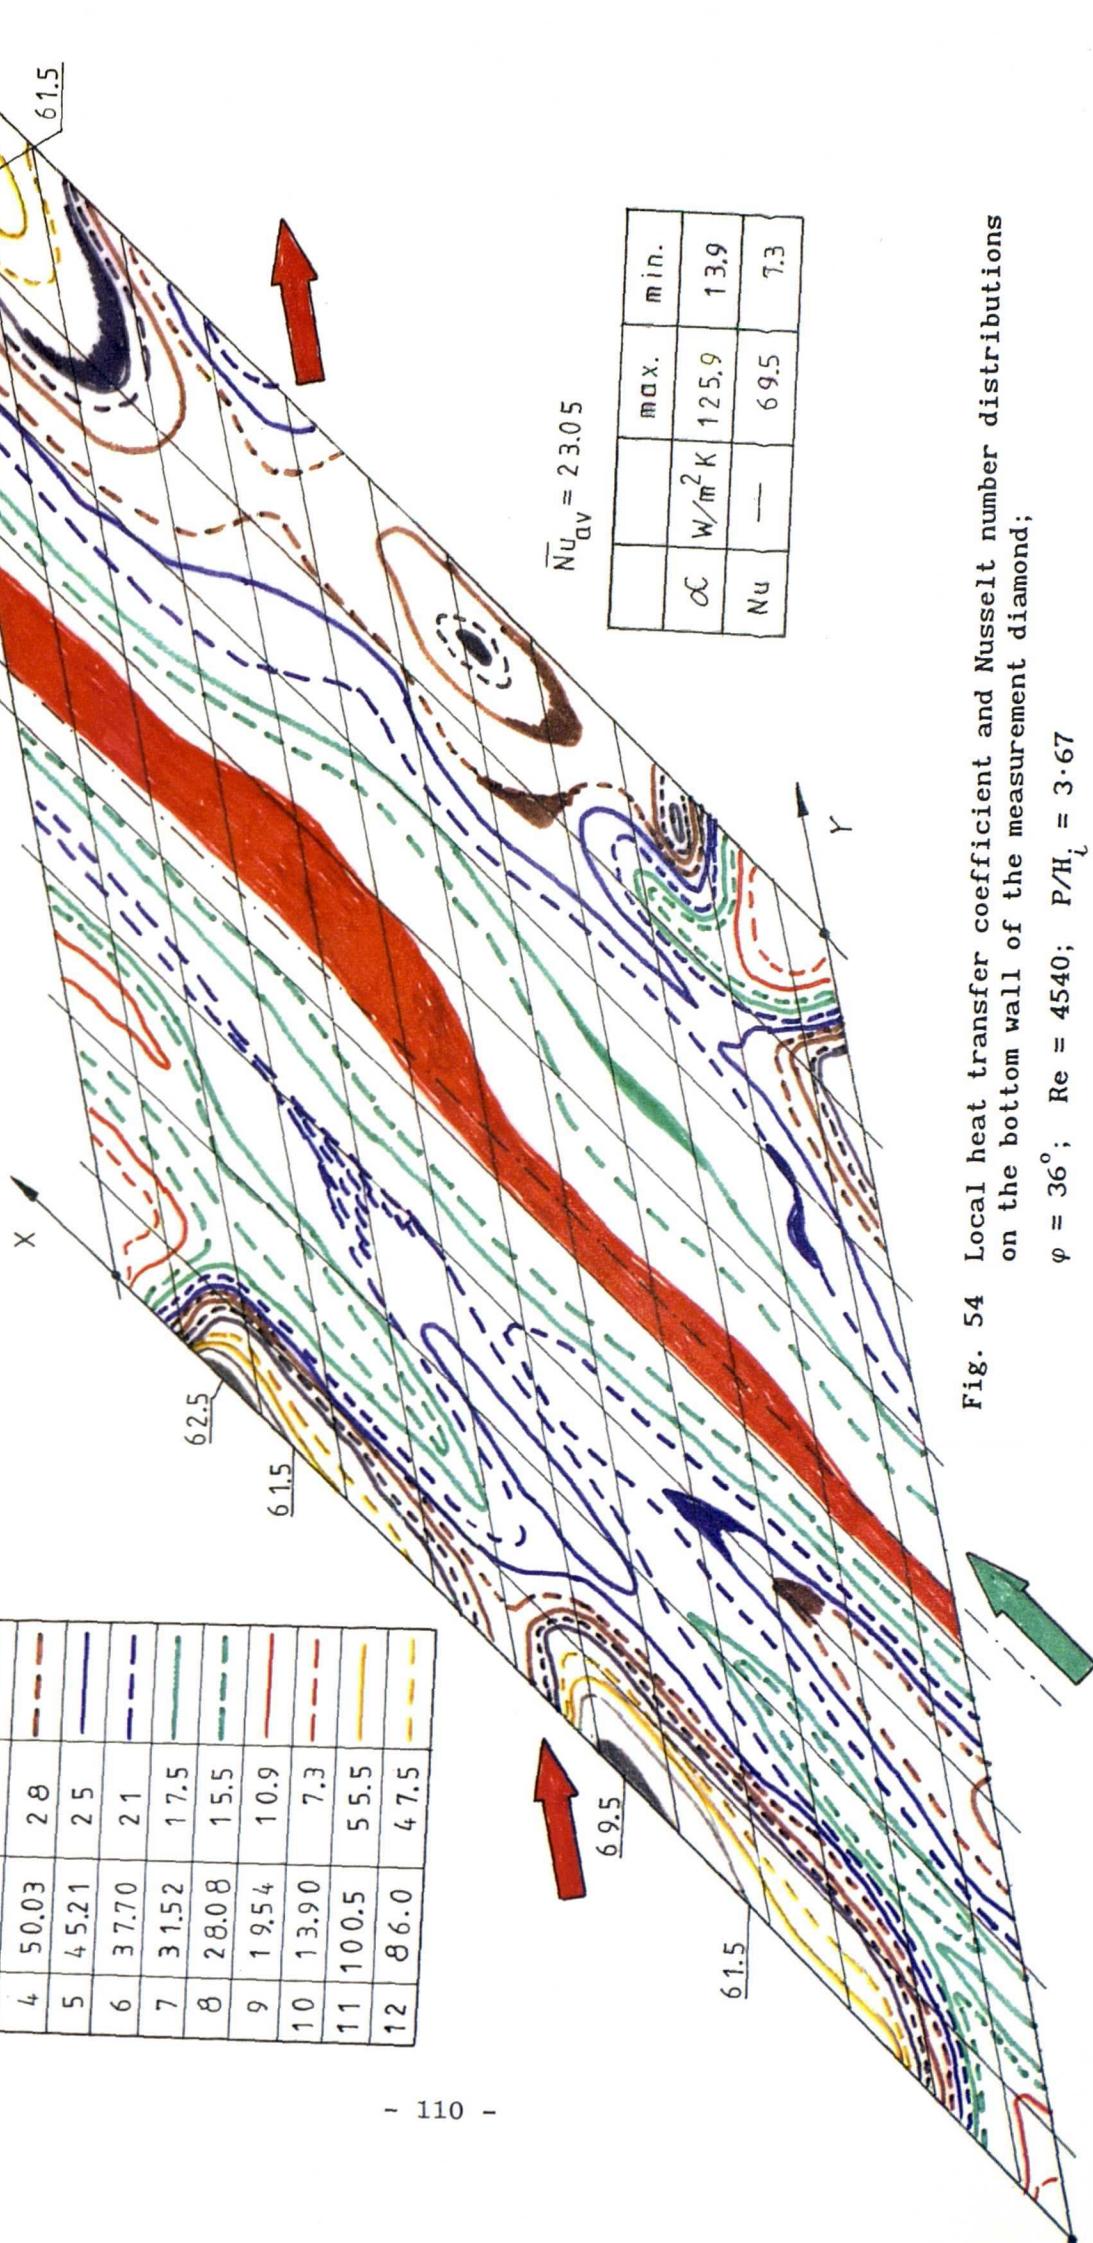 61.5
X
62.5
61.5
69.5
61.5
Y
4 50.03 28
5 45.21 25
6 37.70 21
7 31.52 17.5
8 28.08 15.5
9 19.54 10.9
10 13.90 7.3
11 100.5 55.5
12 86.0 47.5
Nu_av = 23.05
max. min.
α W/m²K 125.9 13.9
Nu — 69.5 7.3
Fig. 54 Local heat transfer coefficient and Nusselt number distributions
on the bottom wall of the measurement diamond;
φ = 36°; Re = 4540; P/H_i = 3·67
- 110 -